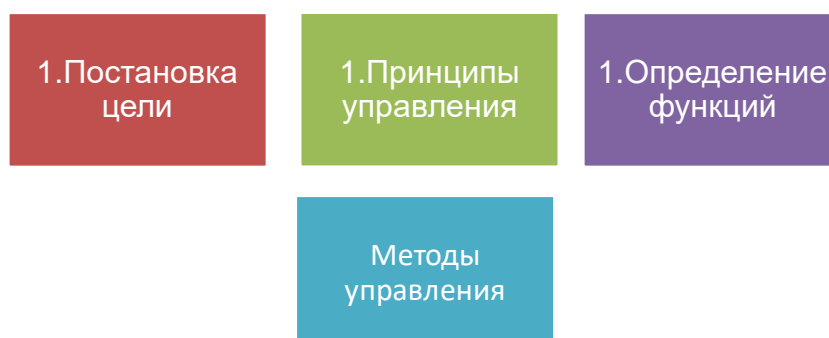 1.Постановка
цели
1.Принципы
управления
1.Определение
функций
Методы
управления